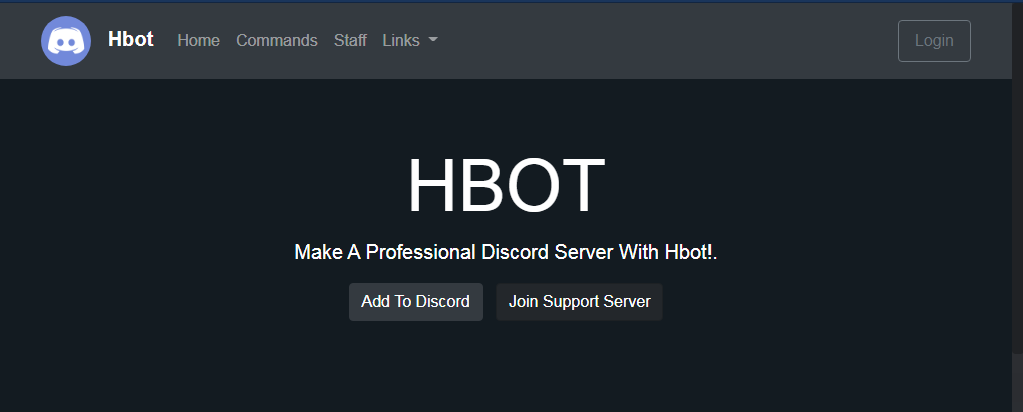 Hbot Home Commands Staff Links Login
HBOT
Make A Professional Discord Server With Hbot!.
Add To Discord Join Support Server